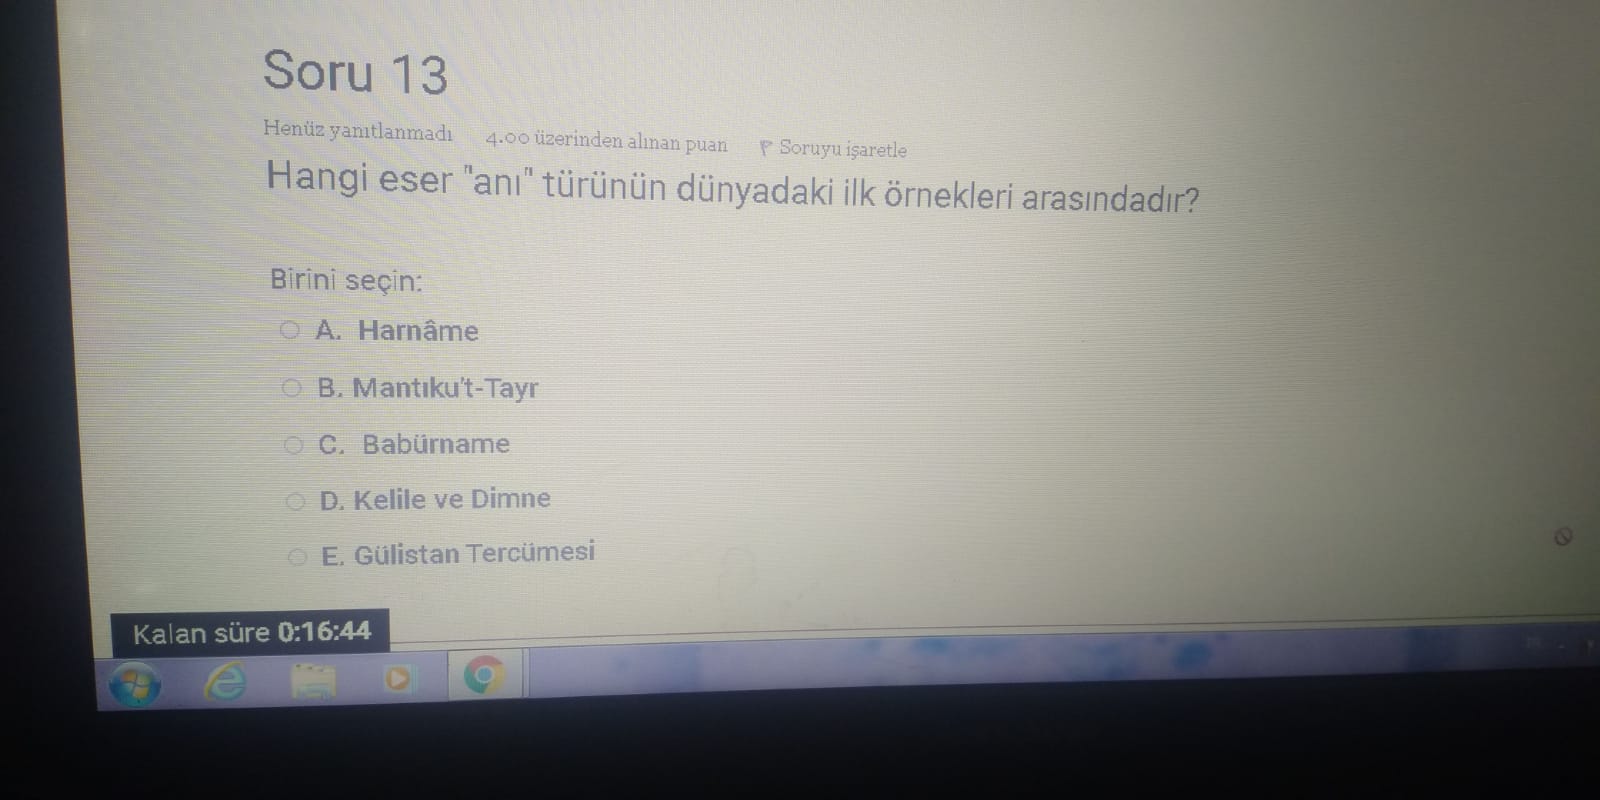 Soru 13
Henüz yanıtlanmadı 4.00 üzerinden alınan puan Soruyu işaretle
Hangi eser "anı" türünün dünyadaki ilk örnekleri arasındadır?
Birini seçin:
A. Harnâme
B. Mantıku't-Tayr
C. Babürname
D. Kelile ve Dimne
E. Gülistan Tercümesi
Kalan süre 0:16:44